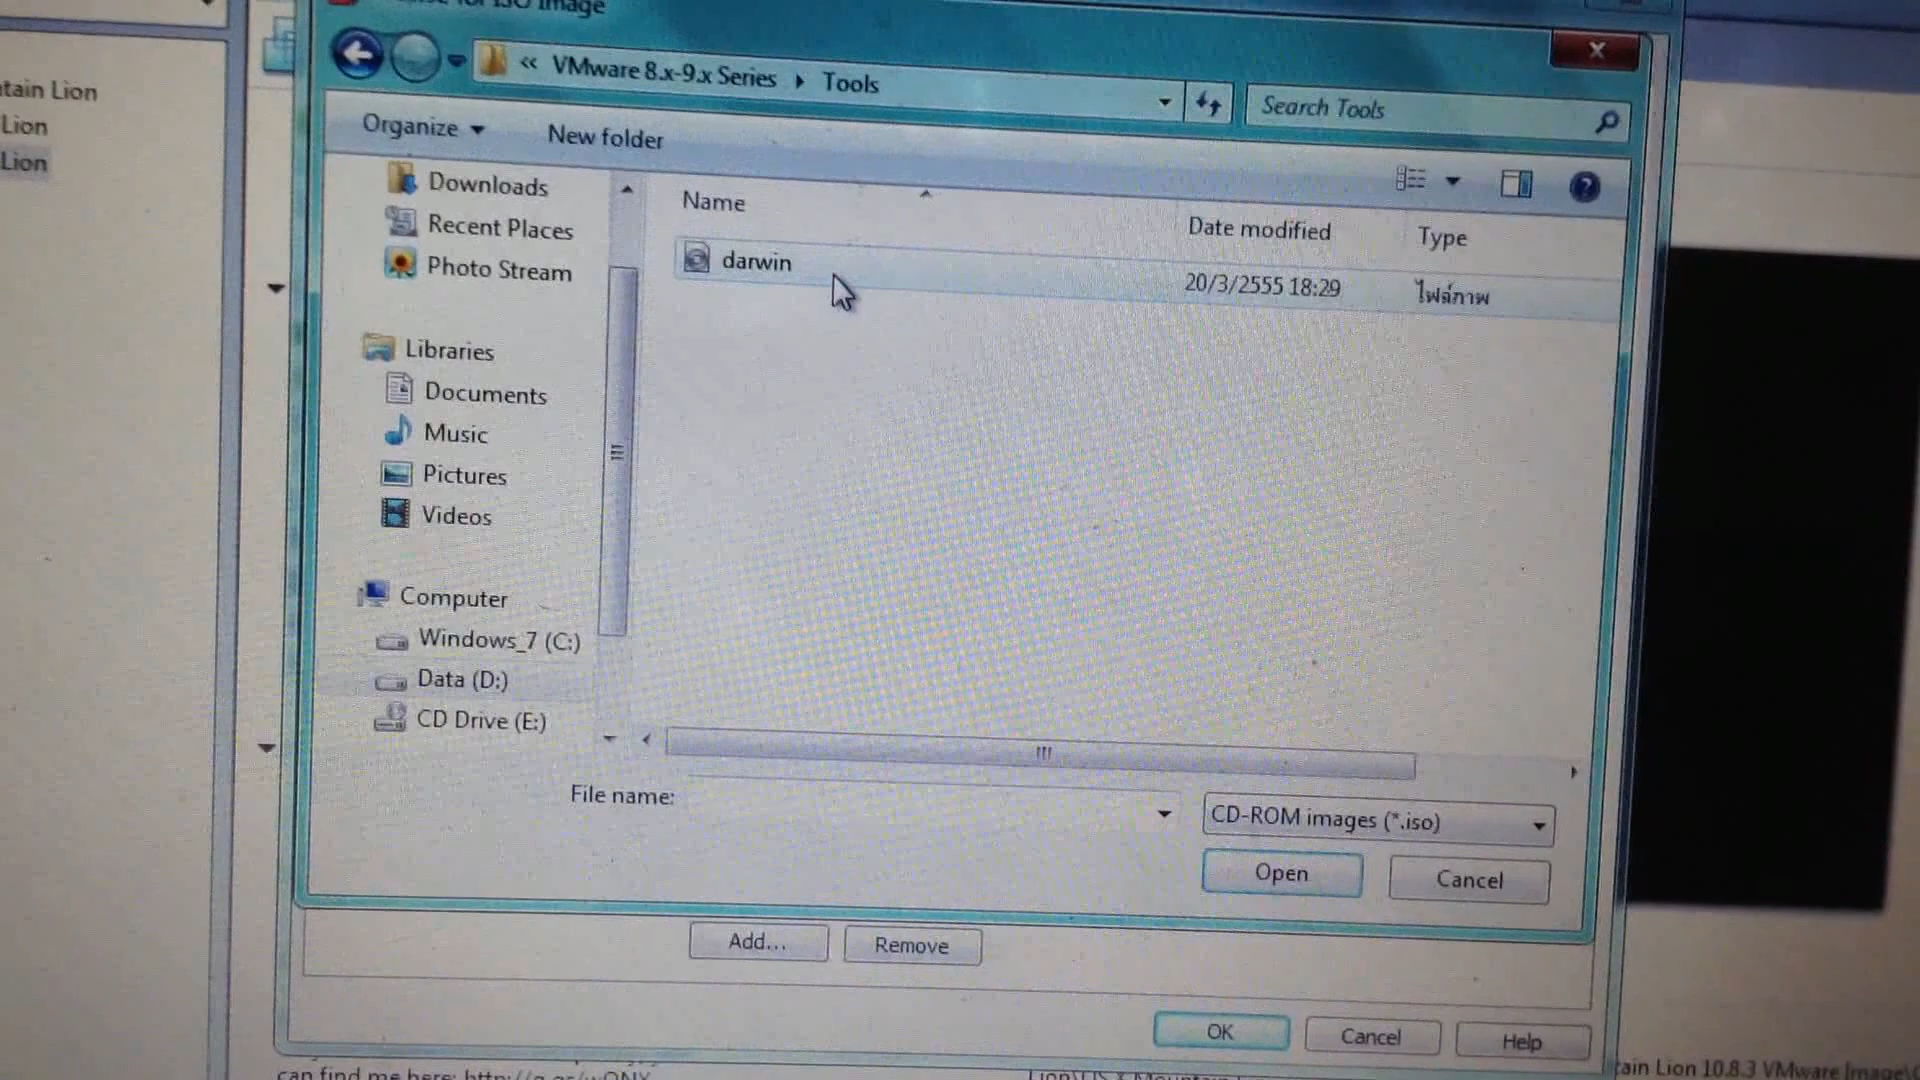 for ISO Image
tain Lion
Lion
Lion
« VMware 8.x-9.x Series
Tools
Search Tools
Organize
New folder
Name
Date modified
Type
darwin
20/3/2555 18:29
ไฟล์ภาพ
Downloads
Recent Places
Photo Stream
Libraries
Documents
Music
Pictures
Videos
Computer
Windows_7 (C:)
Data (D:)
CD Drive (E:)
File name:
CD-ROM images (*.iso)
Open
Cancel
Add...
Remove
OK
Cancel
Help
can find me here:
tain Lion 10.8.3 VMware Image\